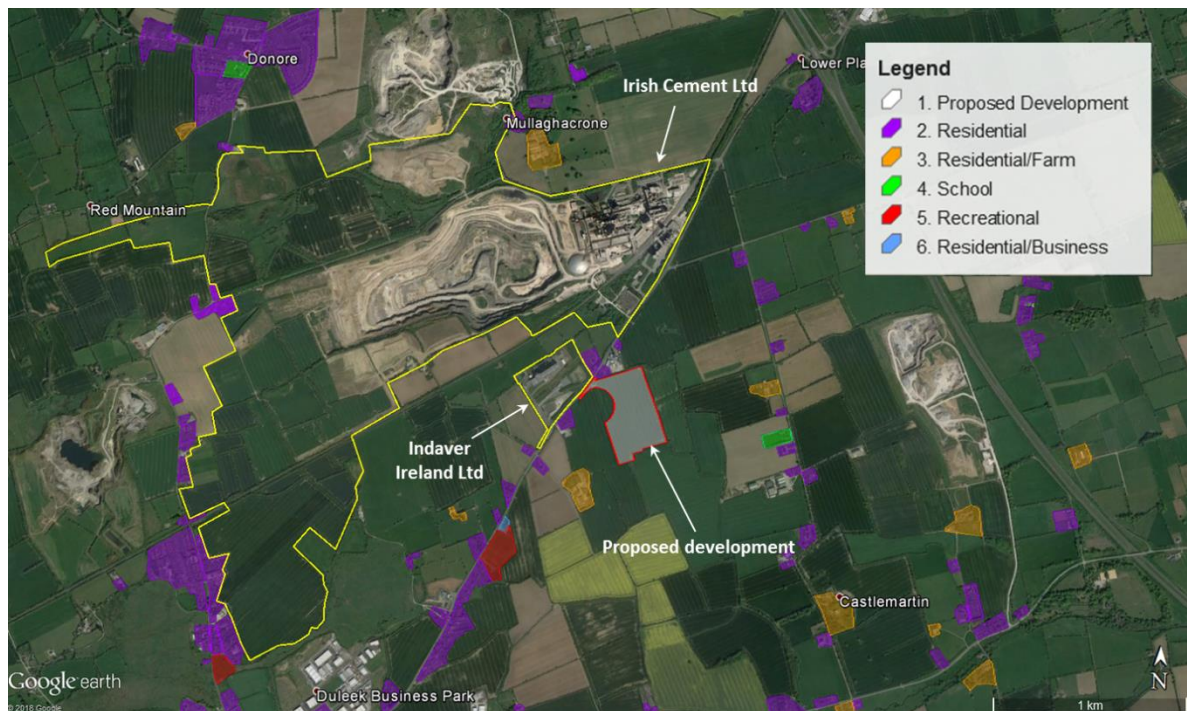 Donore
Irish Cement Ltd
Lower Pla
Legend
1. Proposed Development
2. Residential
3. Residential/Farm
4. School
5. Recreational
6. Residential/Business
Mullaghacrone
Red Mountain
Indaver
Ireland Ltd
Proposed development
Castlemartin
Google earth
© 2018 Google
Duleek Business Park
N
1 km